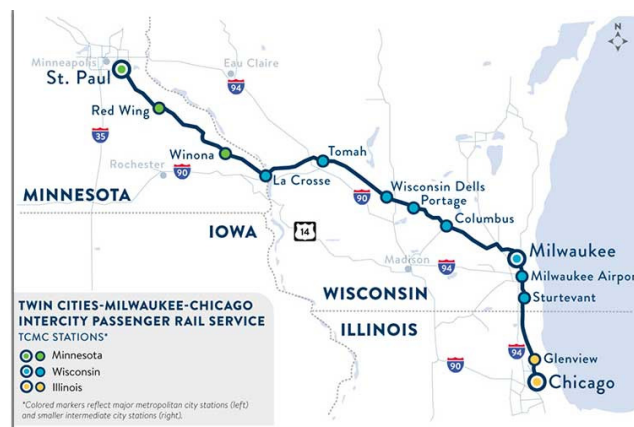 N
Minneapolis
St. Paul
Eau Claire
94
Red Wing
35
Rochester
90
Winona
Tomah
La Crosse
MINNESOTA
IOWA
14
90
Wisconsin Dells
Portage
Columbus
Madison
94
Milwaukee
Milwaukee Airpor
Sturtevant
WISCONSIN
ILLINOIS
94
90
Glenview
Chicago
TWIN CITIES-MILWAUKEE-CHICAGO
INTERCITY PASSENGER RAIL SERVICE
TCMC STATIONS*
Minnesota
Wisconsin
Illinois
*Colored markers reflect major metropolitan city stations (left)
and smaller intermediate city stations (right).